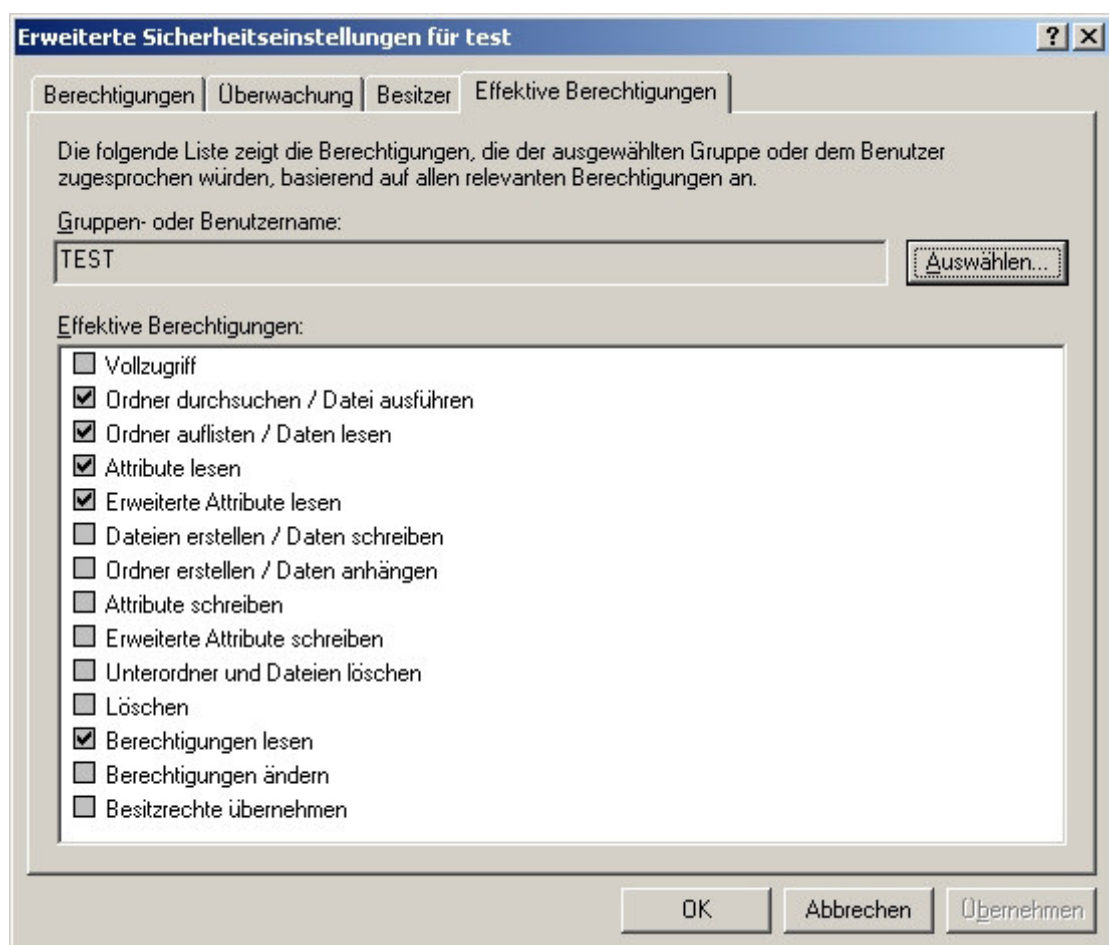 Erweiterte Sicherheitseinstellungen für test
Berechtigungen Überwachung Besitzer Effektive Berechtigungen
Die folgende Liste zeigt die Berechtigungen, die der ausgewählten Gruppe oder dem Benutzer
zugesprochen würden, basierend auf allen relevanten Berechtigungen an.
Gruppen- oder Benutzername:
TEST Auswählen...
Effektive Berechtigungen:
Vollzugriff
Ordner durchsuchen / Datei ausführen
Ordner auflisten / Daten lesen
Attribute lesen
Erweiterte Attribute lesen
Dateien erstellen / Daten schreiben
Ordner erstellen / Daten anhängen
Attribute schreiben
Erweiterte Attribute schreiben
Unterordner und Dateien löschen
Löschen
Berechtigungen lesen
Berechtigungen ändern
Besitzrechte übernehmen
OK Abbrechen Übernehmen